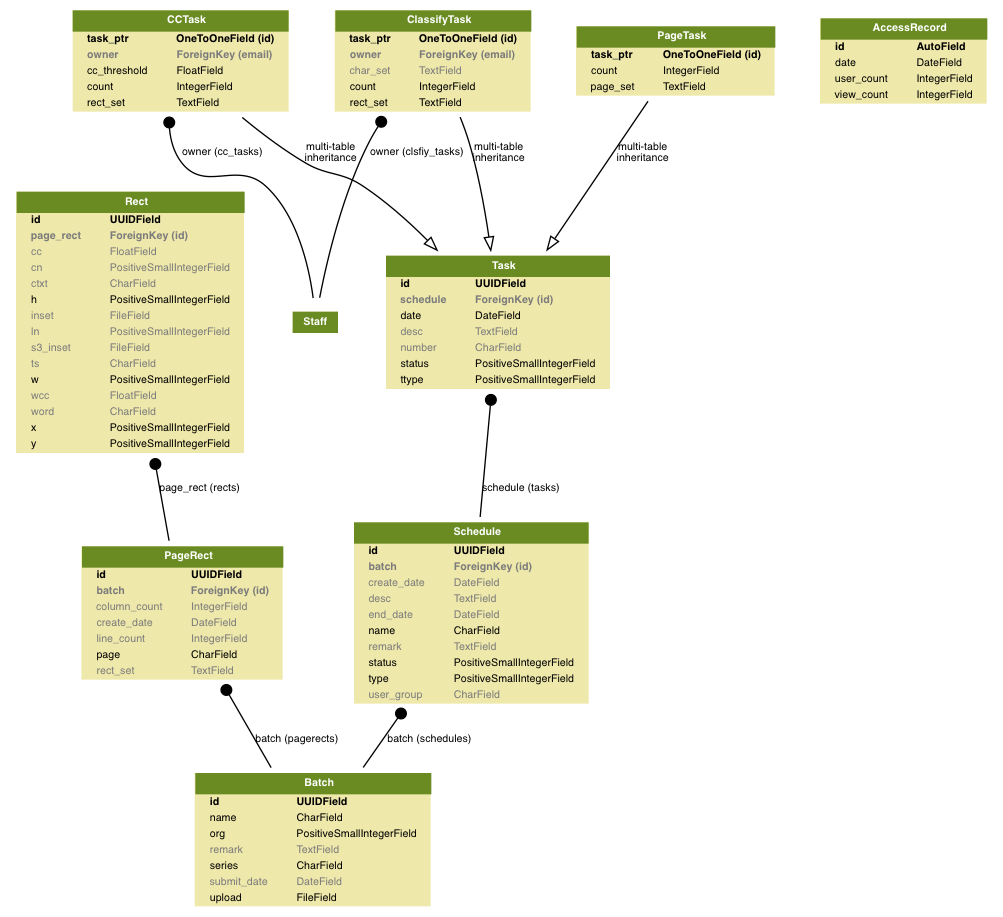 CCTask
task_ptr OneToOneField (id)
owner ForeignKey (email)
cc_threshold FloatField
count IntegerField
rect_set TextField
ClassifyTask
task_ptr OneToOneField (id)
owner ForeignKey (email)
char_set TextField
count IntegerField
rect_set TextField
PageTask
task_ptr OneToOneField (id)
count IntegerField
page_set TextField
AccessRecord
id AutoField
date DateField
user_count IntegerField
view_count IntegerField
owner (cc_tasks)
multi-table
inheritance
owner (clsfiy_tasks)
multi-table
inheritance
multi-table
inheritance
Rect
id UUIDField
page_rect ForeignKey (id)
cc FloatField
cn PositiveSmallIntegerField
ctxt CharField
h PositiveSmallIntegerField
inset FileField
ln PositiveSmallIntegerField
s3_inset FileField
ts CharField
w PositiveSmallIntegerField
wcc FloatField
word CharField
x PositiveSmallIntegerField
y PositiveSmallIntegerField
Staff
Task
id UUIDField
schedule ForeignKey (id)
date DateField
desc TextField
number CharField
status PositiveSmallIntegerField
ttype PositiveSmallIntegerField
page_rect (rects)
schedule (tasks)
PageRect
id UUIDField
batch ForeignKey (id)
column_count IntegerField
create_date DateField
line_count IntegerField
page CharField
rect_set TextField
Schedule
id UUIDField
batch ForeignKey (id)
create_date DateField
desc TextField
end_date DateField
name CharField
remark TextField
status PositiveSmallIntegerField
type PositiveSmallIntegerField
user_group CharField
batch (pagerects)
batch (schedules)
Batch
id UUIDField
name CharField
org PositiveSmallIntegerField
remark TextField
series CharField
submit_date DateField
upload FileField